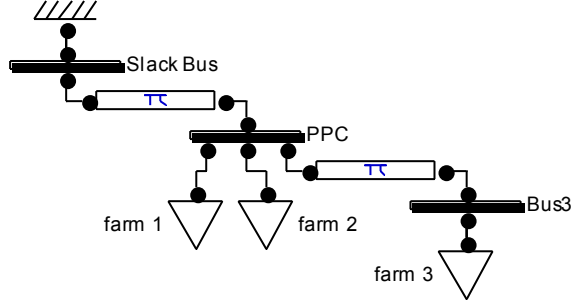 Slack Bus
π
PPC
π
farm 1
farm 2
Bus3
farm 3